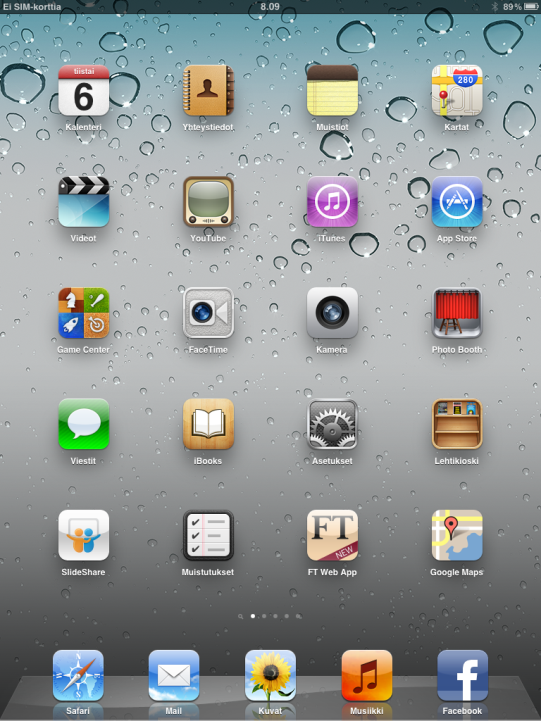 Ei SIM-korttia 8.09 89%
tiistai
6
280
Kalenteri Yhteystiedot Muistiot Kartat
Videot YouTube iTunes App Store
Game Center FaceTime Kamera Photo Booth
Viestit iBooks Asetukset Lehtikioski
FT
NEW
SlideShare Muistutukset FT Web App Google Maps
f
Safari Mail Kuvat Musiikki Facebook